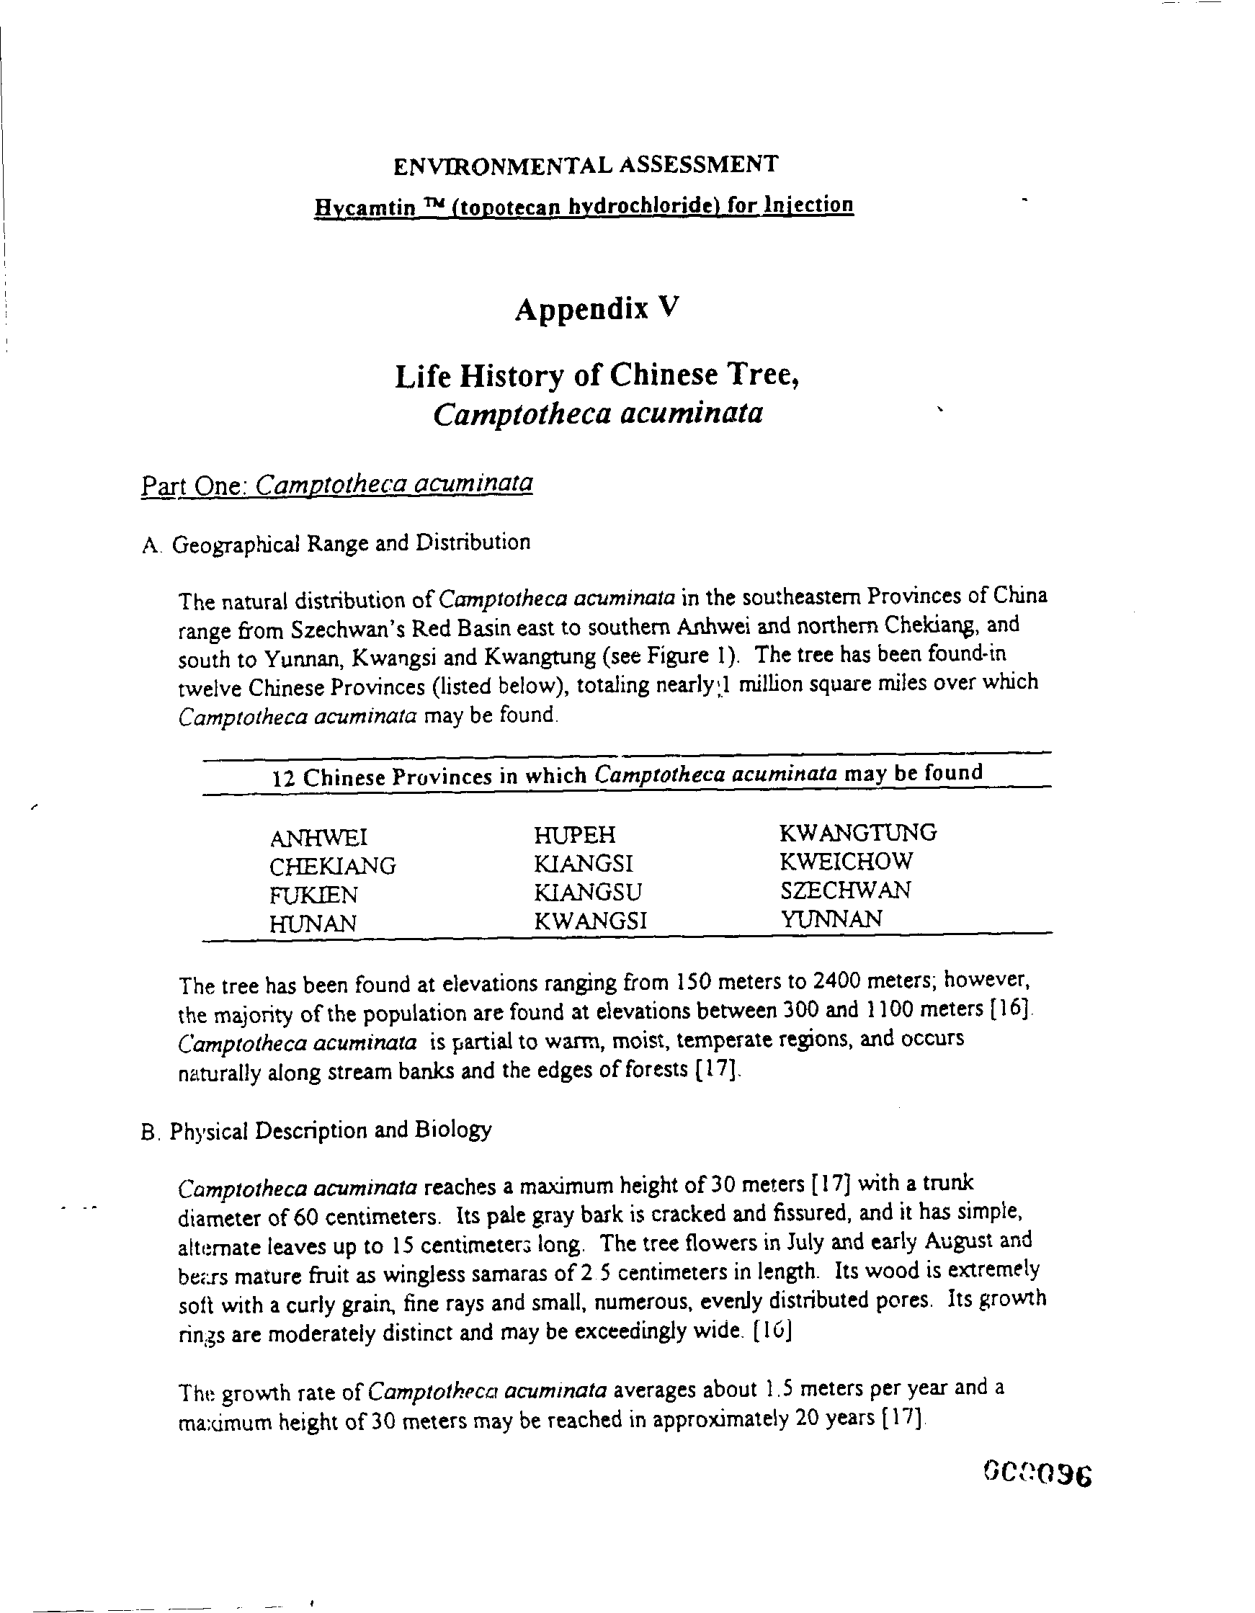 ENVIRONMENTAL ASSESSMENT
Hycamtin ™ (topotecan hydrochloride) for Injection
Appendix V
Life History of Chinese Tree,
Camptotheca acuminata
Part One: Camptotheca acuminata
A. Geographical Range and Distribution
The natural distribution of Camptotheca acuminata in the southeastern Provinces of China
range from Szechwan's Red Basin east to southern Anhwei and northern Chekiang, and
south to Yunnan, Kwangsi and Kwangtung (see Figure 1). The tree has been found-in
twelve Chinese Provinces (listed below), totaling nearly 1 million square miles over which
Camptotheca acuminata may be found.
12 Chinese Provinces in which Camptotheca acuminata may be found
ANHWEI HUPEH KWANGTUNG
CHEKIANG KIANGSI KWEICHOW
FUKIEN KIANGSU SZECHWAN
HUNAN KWANGSI YUNNAN
The tree has been found at elevations ranging from 150 meters to 2400 meters; however,
the majority of the population are found at elevations between 300 and 1100 meters [16].
Camptotheca acuminata is partial to warm, moist, temperate regions, and occurs
naturally along stream banks and the edges of forests [17].
B. Physical Description and Biology
Camptotheca acuminata reaches a maximum height of 30 meters [17] with a trunk
diameter of 60 centimeters. Its pale gray bark is cracked and fissured, and it has simple,
alternate leaves up to 15 centimeters long. The tree flowers in July and early August and
bears mature fruit as wingless samaras of 2.5 centimeters in length. Its wood is extremely
soft with a curly grain, fine rays and small, numerous, evenly distributed pores. Its growth
rings are moderately distinct and may be exceedingly wide. [16]
The growth rate of Camptotheca acuminata averages about 1.5 meters per year and a
maximum height of 30 meters may be reached in approximately 20 years [17].
000096